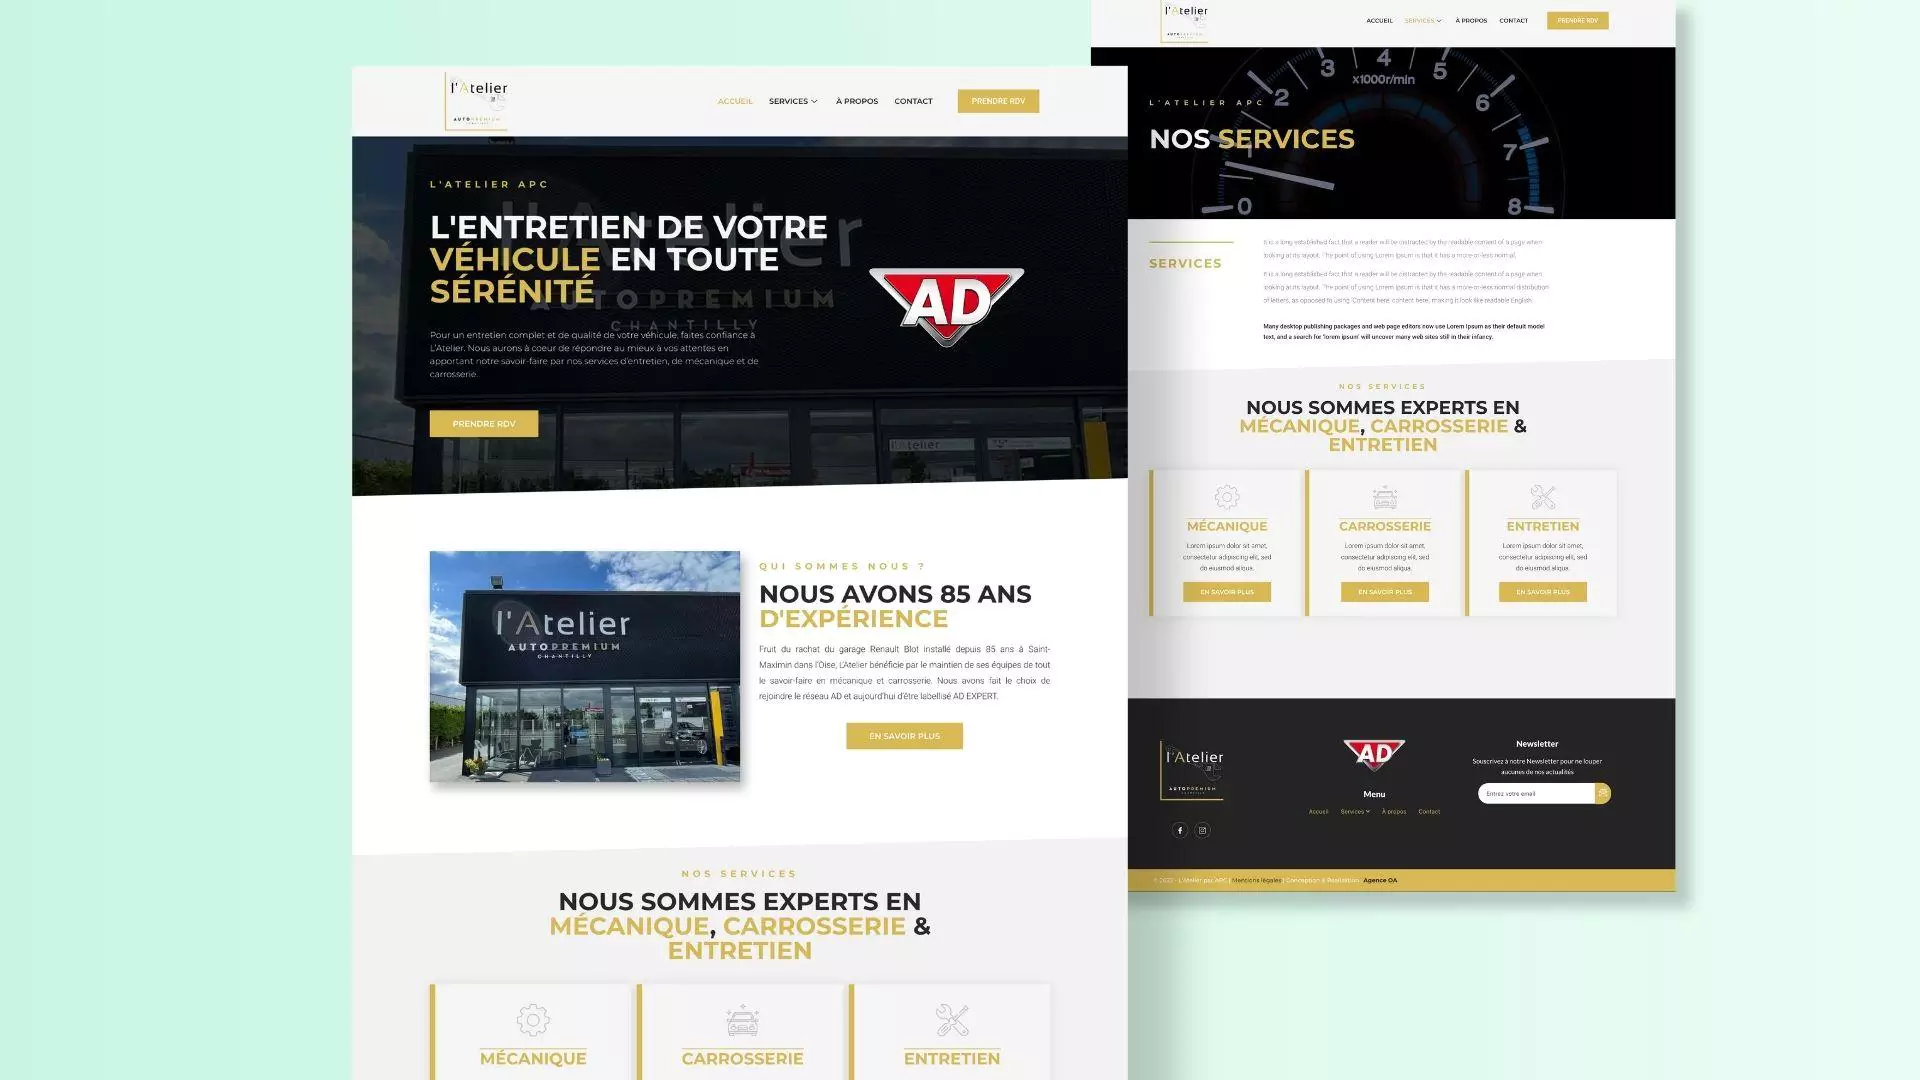 l'Atelier
AUTOPREMIUM
CHANTILLY
ACCUEIL
SERVICES
À PROPOS
CONTACT
PRENDRE RDV
L'ATELIER APC
L'ENTRETIEN DE VOTRE
VÉHICULE EN TOUTE
SÉRÉNITÉ
l'Atelier
AUTOPREMIUM
CHANTILLY
AD
Pour un entretien complet et de qualité de votre véhicule, faites confiance à
L'Atelier. Nous aurons à coeur de répondre au mieux à vos attentes en
apportant notre savoir-faire par nos services d'entretien, de mécanique et de
carrosserie.
l'Atelier
PRENDRE RDV
l'Atelier
AUTOPREMIUM
CHANTILLY
QUI SOMMES NOUS ?
NOUS AVONS 85 ANS
D'EXPÉRIENCE
Fruit du rachat du garage Renault Blot installé depuis 85 ans à Saint-
Maximin dans l'Oise, L'Atelier bénéficie par le maintien de ses équipes de tout
le savoir-faire en mécanique et carrosserie. Nous avons fait le choix de
rejoindre le réseau AD et aujourd'hui d'être labellisé AD EXPERT.
EN SAVOIR PLUS
NOS SERVICES
NOUS SOMMES EXPERTS EN
MÉCANIQUE, CARROSSERIE &
ENTRETIEN
MÉCANIQUE
CARROSSERIE
ENTRETIEN
l'Atelier
AUTOPREMIUM
ACCUEIL
SERVICES
À PROPOS
CONTACT
PRENDRE RDV
L'ATELIER APC
NOS SERVICES
0 1 2 3 4 5 6 7 8
x1000r/min
SERVICES
It is a long established fact that a reader will be distracted by the readable content of a page when
looking at its layout. The point of using Lorem Ipsum is that it has a more-or-less normal.
It is a long established fact that a reader will be distracted by the readable content of a page when
looking at its layout. The point of using Lorem Ipsum is that it has a more-or-less normal distribution
of letters, as opposed to using 'Content here, content here', making it look like readable English.
Many desktop publishing packages and web page editors now use Lorem Ipsum as their default model
text, and a search for 'lorem ipsum' will uncover many web sites still in their infancy.
NOS SERVICES
NOUS SOMMES EXPERTS EN
MÉCANIQUE, CARROSSERIE &
ENTRETIEN
MÉCANIQUE
Lorem ipsum dolor sit amet,
consectetur adipiscing elit, sed
do eiusmod aliqua.
EN SAVOIR PLUS
CARROSSERIE
Lorem ipsum dolor sit amet,
consectetur adipiscing elit, sed
do eiusmod aliqua.
EN SAVOIR PLUS
ENTRETIEN
Lorem ipsum dolor sit amet,
consectetur adipiscing elit, sed
do eiusmod aliqua.
EN SAVOIR PLUS
l'Atelier
AUTOPREMIUM
CHANTILLY
AD
Menu
Accueil
Services
À propos
Contact
Newsletter
Souscrivez à notre Newsletter pour ne louper
aucunes de nos actualités
Entrez votre email
© 2022 - L'Atelier par APC | Mentions légales | Conception & Réalisation : Agence OA